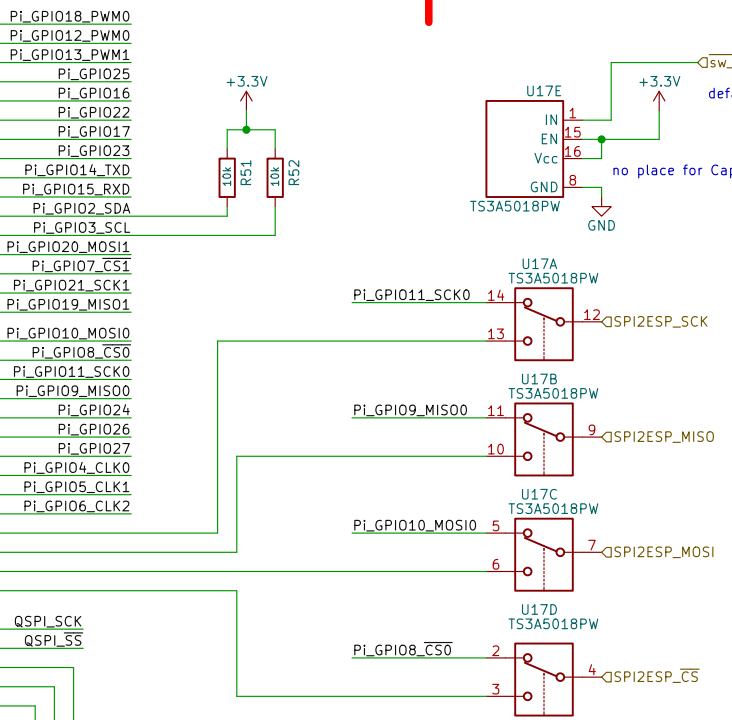 Pi_GPIO18_PWM0
Pi_GPIO12_PWM0
Pi_GPIO13_PWM1
Pi_GPIO25
Pi_GPIO16
Pi_GPIO22
Pi_GPIO17
Pi_GPIO23
Pi_GPIO14_TXD
Pi_GPIO15_RXD
Pi_GPIO2_SDA
Pi_GPIO3_SCL
Pi_GPIO20_MOSI1
Pi_GPIO7_CS1
Pi_GPIO21_SCK1
Pi_GPIO19_MISO1
Pi_GPIO10_MOSI0
Pi_GPIO8_CS0
Pi_GPIO11_SCK0
Pi_GPIO9_MISO0
Pi_GPIO24
Pi_GPIO26
Pi_GPIO27
Pi_GPIO4_CLK0
Pi_GPIO5_CLK1
Pi_GPIO6_CLK2
QSPI_SCK
QSPI_SS
+3.3V
10k
R51
10k
R52
U17E
IN 1
EN 15
Vcc 16
GND 8
TS3A5018PW
+3.3V
sw_
GND
no place for
U17A
TS3A5018PW
Pi_GPIO11_SCK0 14
13
12 SPI2ESP_SCK
U17B
TS3A5018PW
Pi_GPIO9_MISO0 11
10
9 SPI2ESP_MISO
U17C
TS3A5018PW
Pi_GPIO10_MOSI0 5
6
7 SPI2ESP_MOSI
U17D
TS3A5018PW
Pi_GPIO8_CS0 2
3
4 SPI2ESP_CS